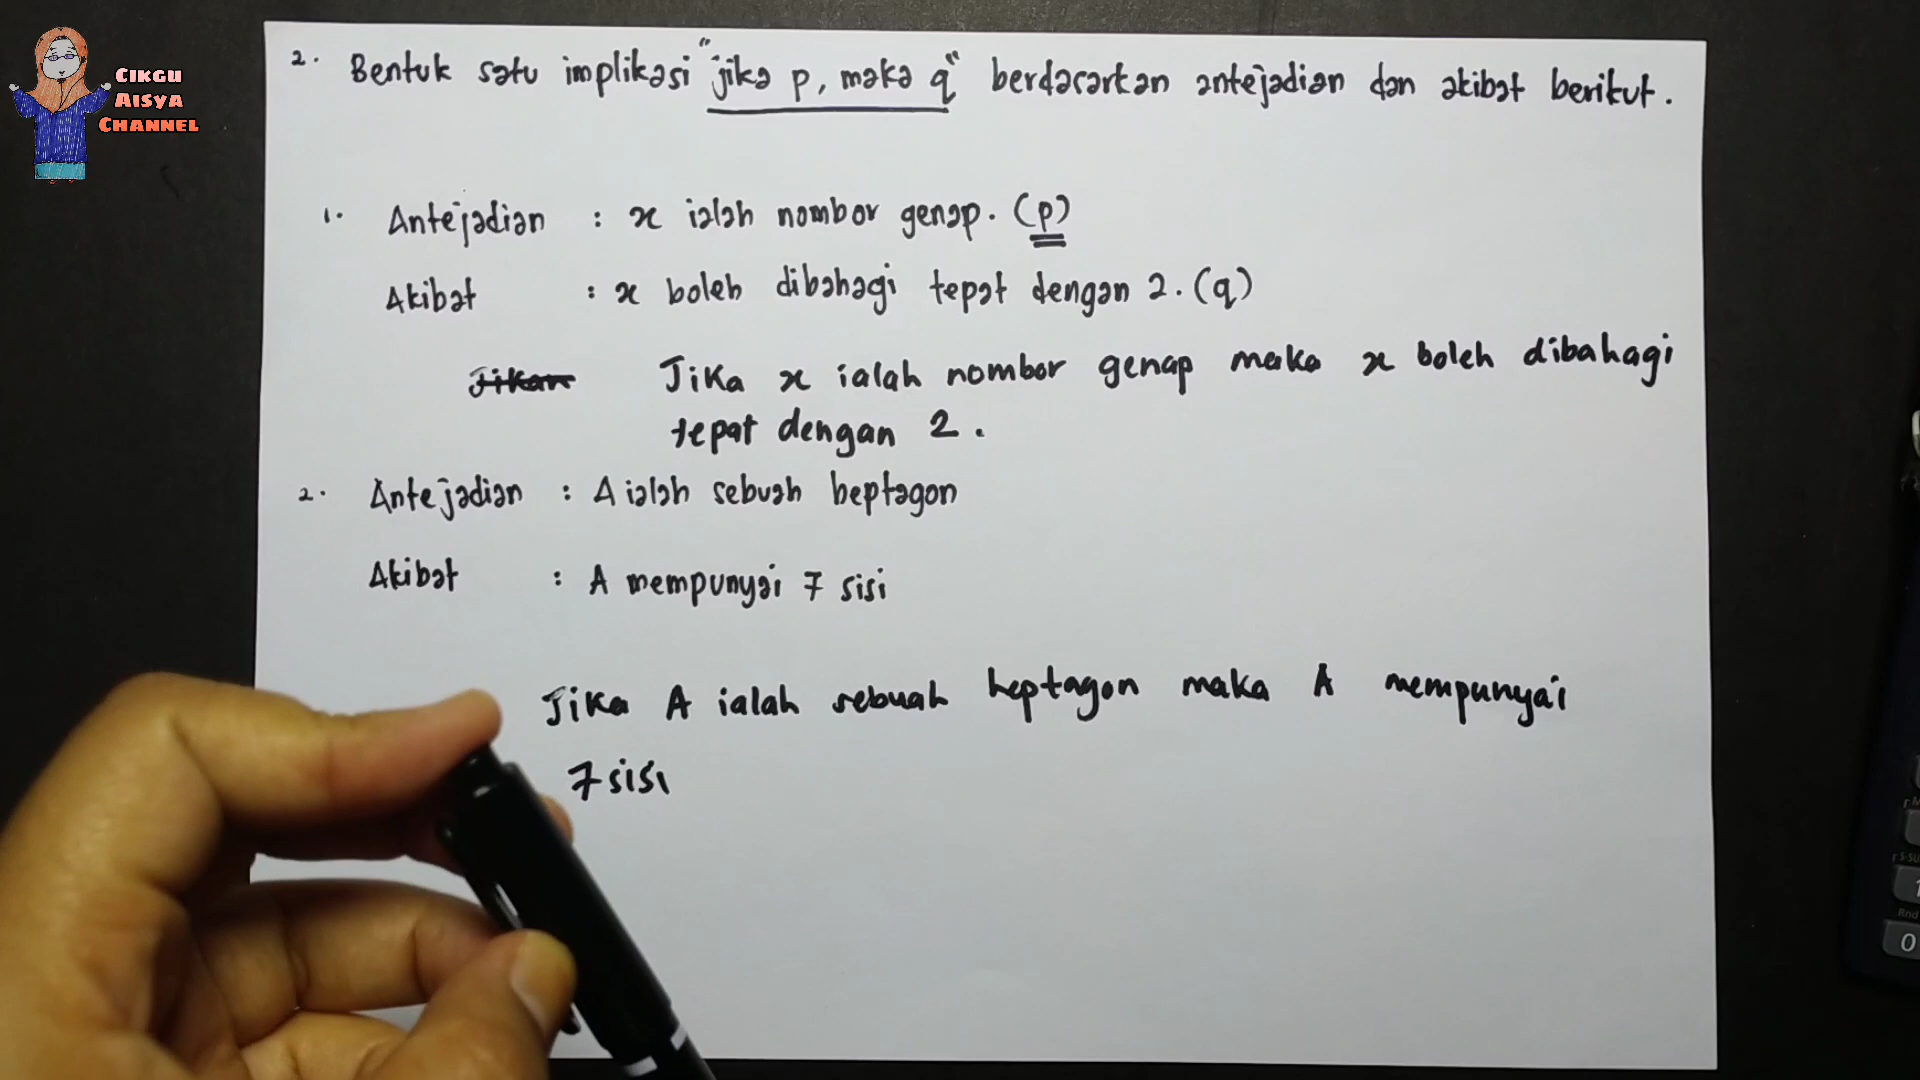 CIKGU
AISYA
CHANNEL
2. Bentuk satu implikasi "jika p, maka q" berdasarkan antejadian dan akibat berikut.
1. Antejadian : x ialah nombor genap. (p)
Akibat : x boleh dibahagi tepat dengan 2. (q)
Jika x ialah nombor genap maka x boleh dibahagi
tepat dengan 2.
2. Antejadian : A ialah sebuah heptagon
Akibat : A mempunyai 7 sisi
Jika A ialah sebuah heptagon maka A mempunyai
7 sisi
0